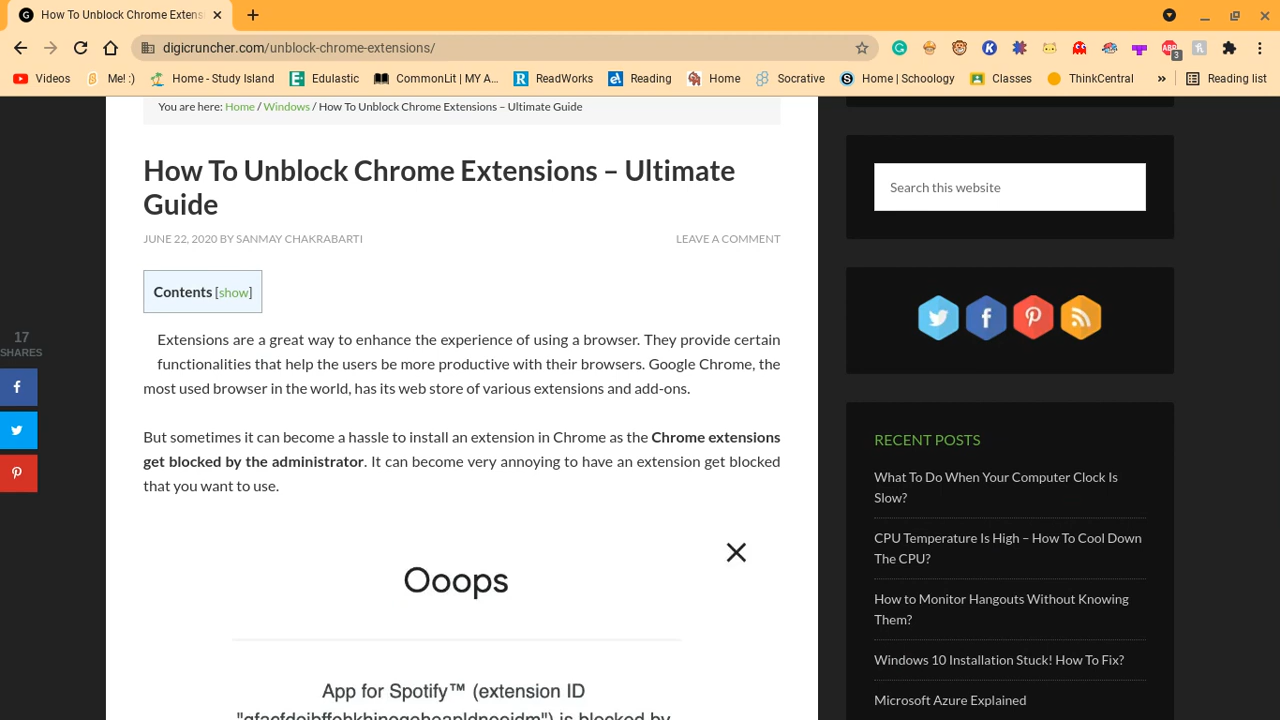 How To Unblock Chrome Extens
digicruncher.com/unblock-chrome-extensions/
3
Videos
Me! :)
Home - Study Island
Edulastic
CommonLit | MY A...
ReadWorks
Reading
Home
Socrative
Home | Schoology
Classes
ThinkCentral
»
Reading list
You are here: Home / Windows / How To Unblock Chrome Extensions – Ultimate Guide
How To Unblock Chrome Extensions – Ultimate
Guide
JUNE 22, 2020 BY SANMAY CHAKRABARTI
LEAVE A COMMENT
Contents [show]
Extensions are a great way to enhance the experience of using a browser. They provide certain
functionalities that help the users be more productive with their browsers. Google Chrome, the
most used browser in the world, has its web store of various extensions and add-ons.
But sometimes it can become a hassle to install an extension in Chrome as the Chrome extensions
get blocked by the administrator. It can become very annoying to have an extension get blocked
that you want to use.
Ooops
App for Spotify™ (extension ID
is blocked by
17
SHARES
Search this website
RECENT POSTS
What To Do When Your Computer Clock Is
Slow?
CPU Temperature Is High – How To Cool Down
The CPU?
How to Monitor Hangouts Without Knowing
Them?
Windows 10 Installation Stuck! How To Fix?
Microsoft Azure Explained